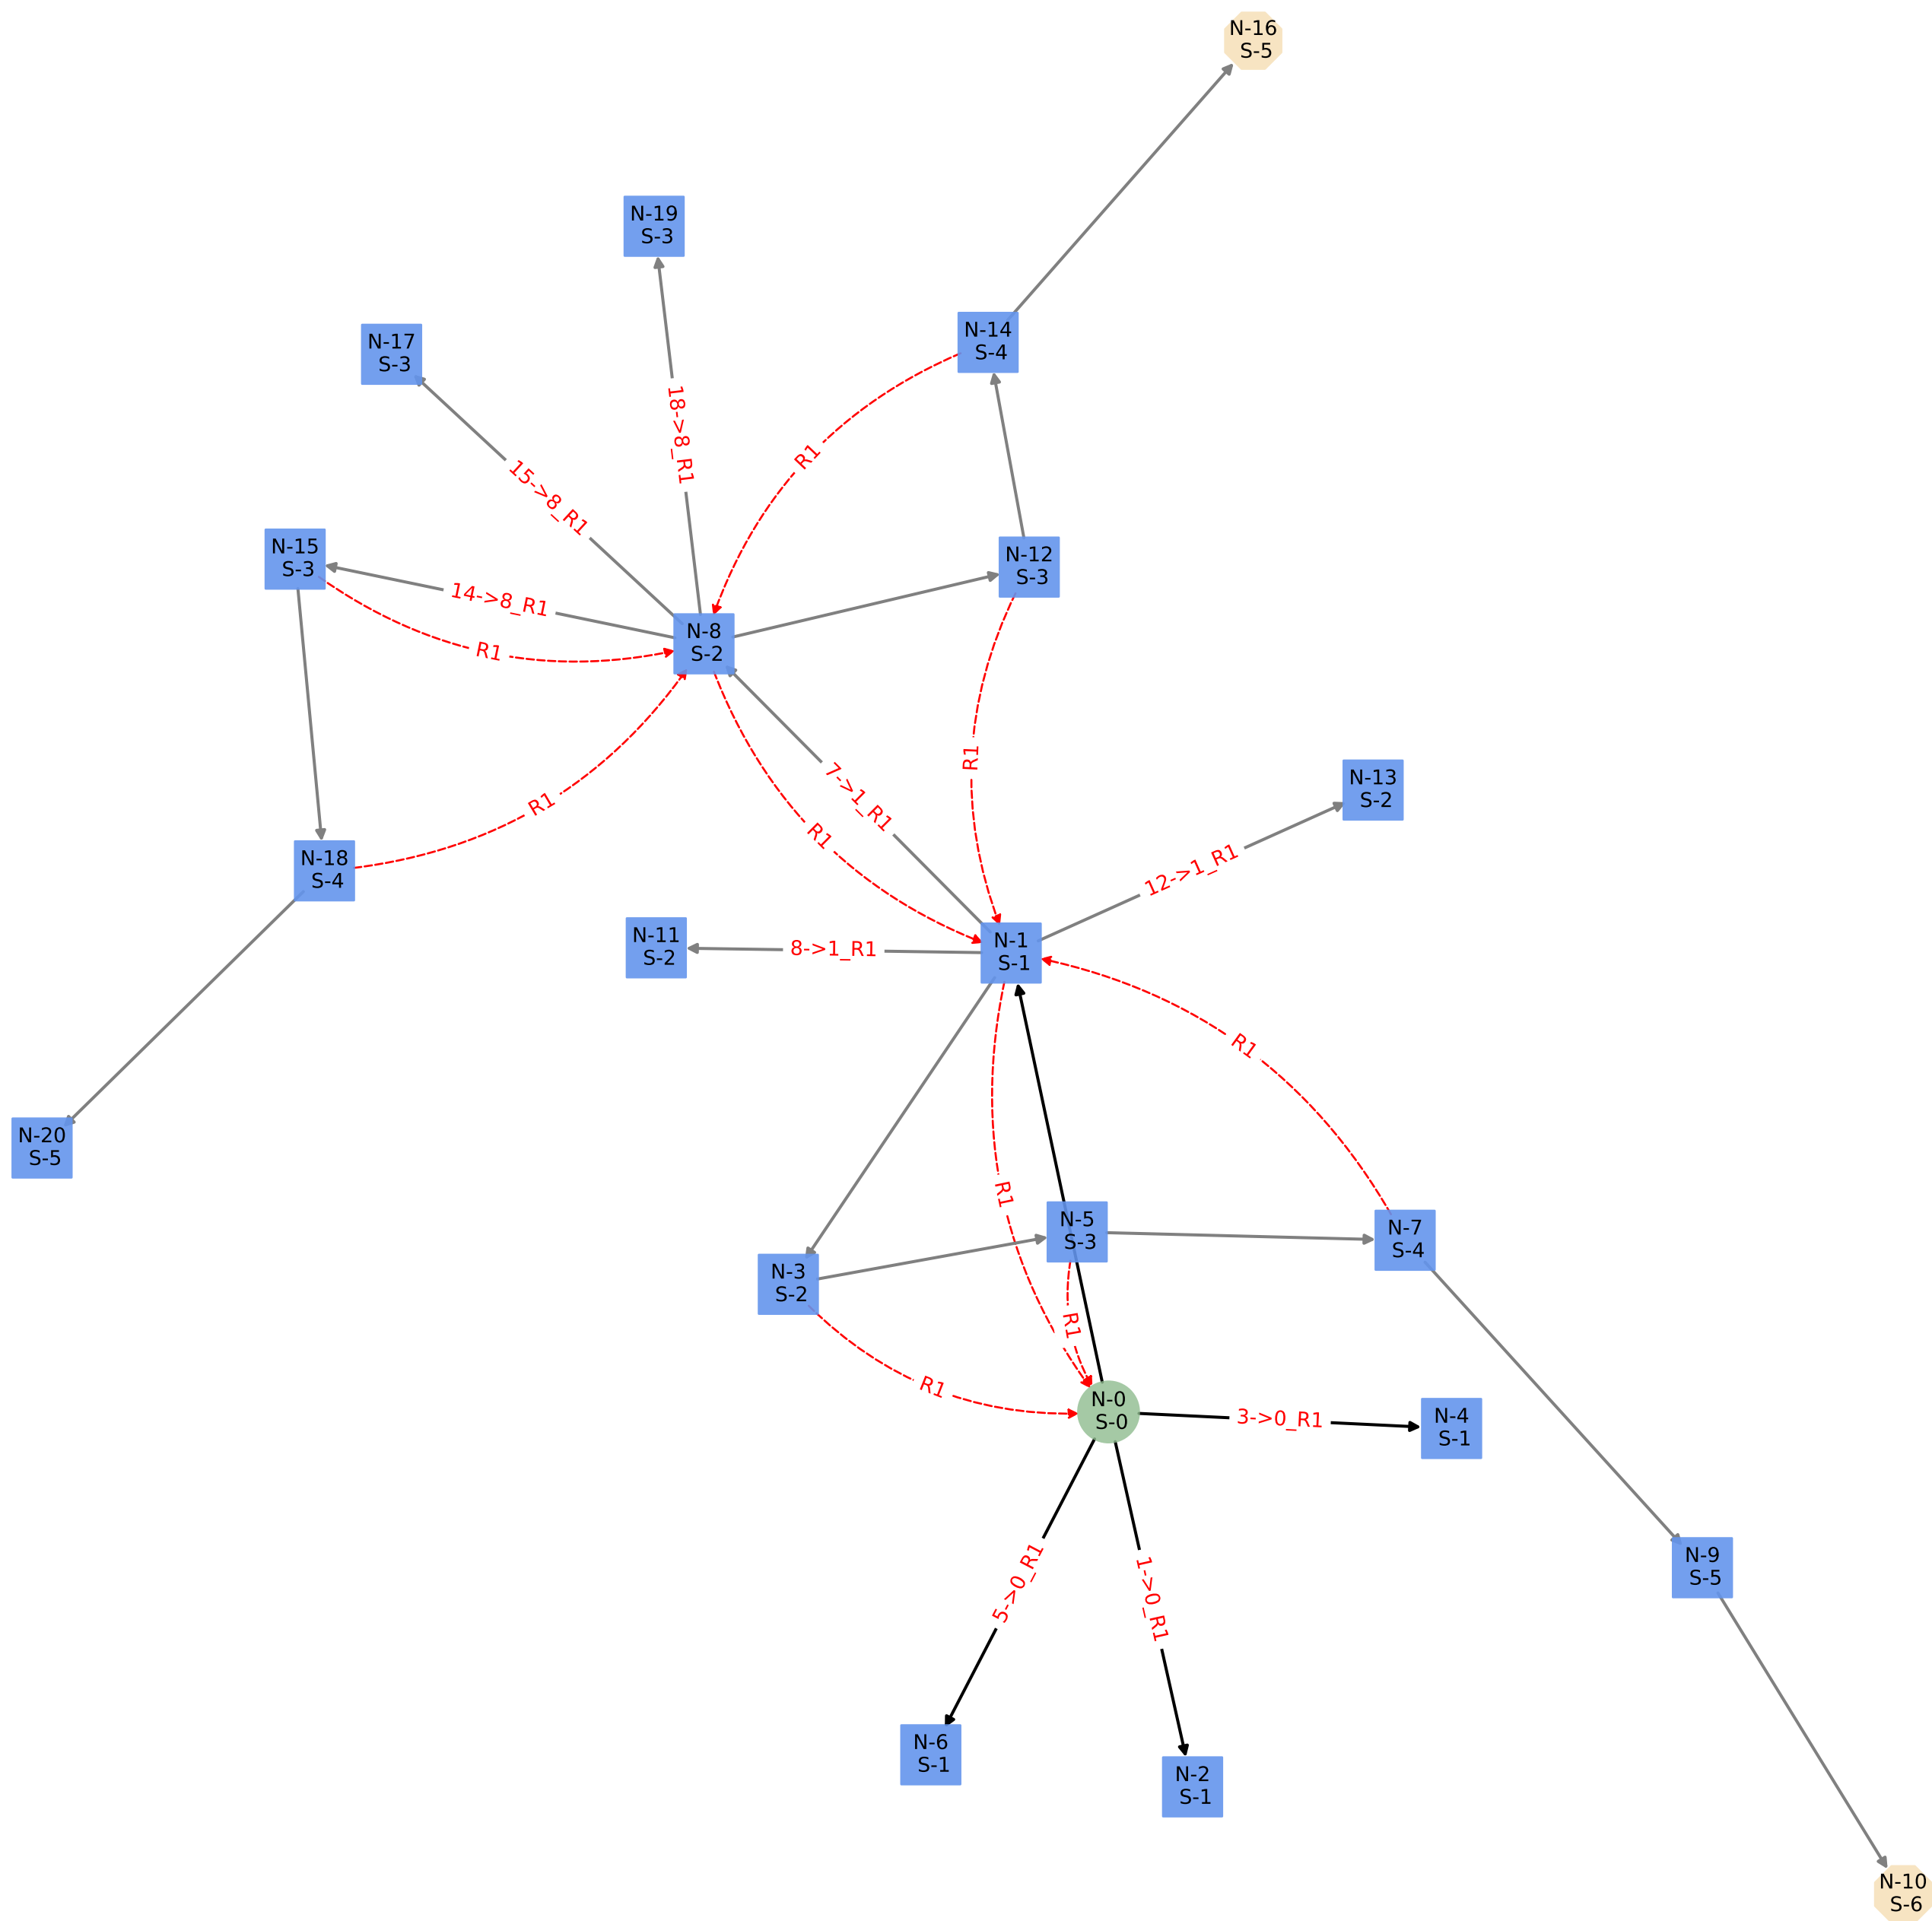 N-16
S-5
N-19
S-3
N-14
S-4
N-17
S-3
18->8_R1
R1
15->8_R1
N-15
S-3
N-12
S-3
14->8_R1
N-8
S-2
R1
R1
7->1_R1
N-13
S-2
R1
R1
N-18
S-4
12->1_R1
N-11
S-2
8->1_R1
N-1
S-1
R1
N-20
S-5
R1
N-5
S-3
N-7
S-4
N-3
S-2
R1
R1
N-0
S-0
3->0_R1
N-4
S-1
5->0_R1
1->0_R1
N-9
S-5
N-6
S-1
N-2
S-1
N-10
S-6